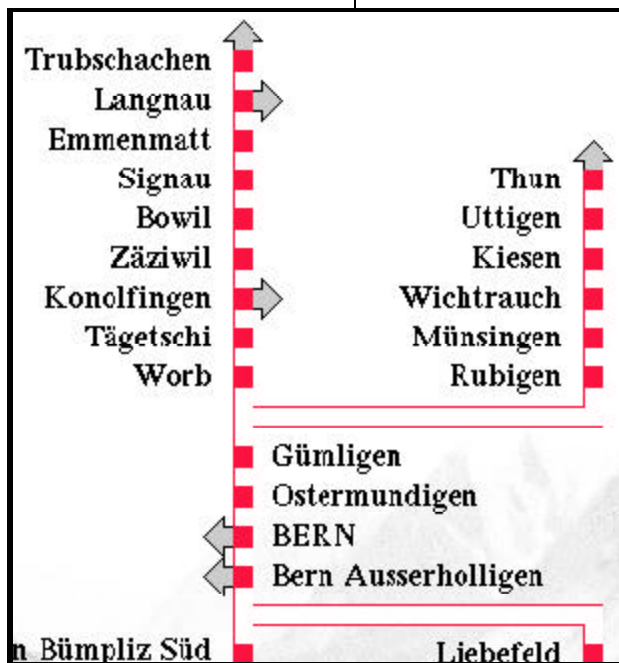 Trubschachen
Langnau
Emmenmatt
Signau
Bowil
Zäziwil
Konolfingen
Tägetschi
Worb
Thun
Uttigen
Kiesen
Wichtrauch
Münsingen
Rubigen
Gümligen
Ostermundigen
BERN
Bern Ausserholligen
n Bümpliz Süd
Liebefeld